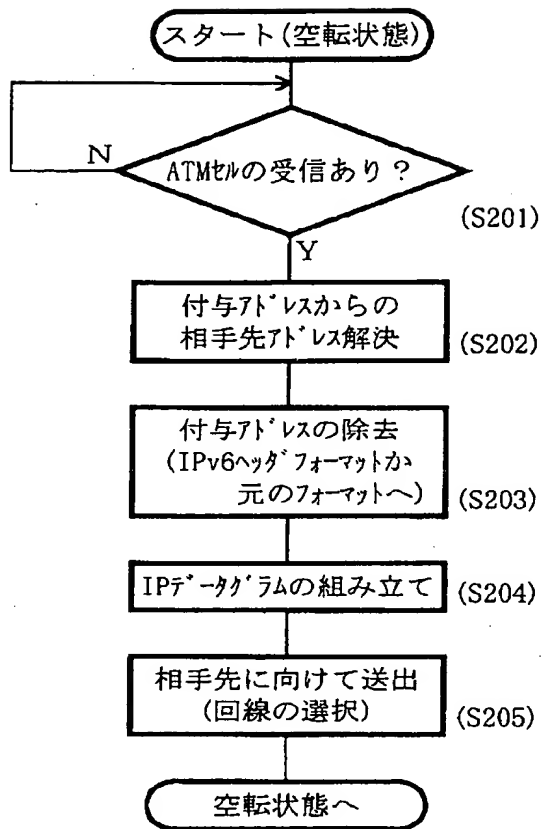 スタート(空転状態)
N
ATMｾﾙの受信あり?
(S201)
Y
付与ｱﾄﾞﾚｽからの
相手先ｱﾄﾞﾚｽ解決
(S202)
付与ｱﾄﾞﾚｽの除去
(IPv6ﾍｯﾀﾞﾌｫｰﾏｯﾄか
元のﾌｫｰﾏｯﾄへ)
(S203)
IPﾃﾞｰﾀｸﾞﾗﾑの組み立て
(S204)
相手先に向けて送出
(回線の選択)
(S205)
空転状態へ